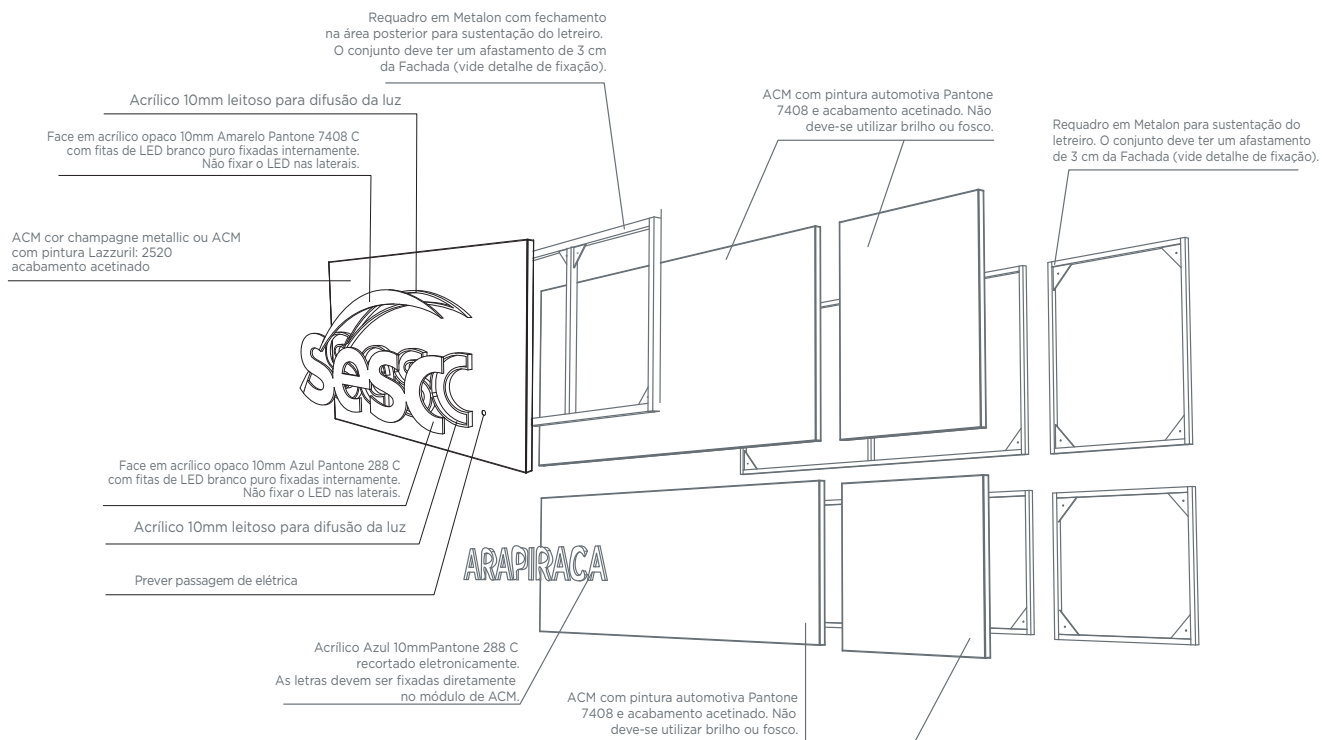 Requadro em Metalon com fechamento
na área posterior para sustentação do letreiro.
O conjunto deve ter um afastamento de 3 cm
da Fachada (vide detalhe de fixação).
Acrílico 10mm leitoso para difusão da luz
Face em acrílico opaco 10mm Amarelo Pantone 7408 C
com fitas de LED branco puro fixadas internamente.
Não fixar o LED nas laterais.
ACM com pintura automotiva Pantone
7408 e acabamento acetinado. Não
deve-se utilizar brilho ou fosco.
Requadro em Metalon para sustentação do
letreiro. O conjunto deve ter um afastamento
de 3 cm da Fachada (vide detalhe de fixação).
ACM cor champagne metallic ou ACM
com pintura Lazzuril: 2520
acabamento acetinado
sesc
Face em acrílico opaco 10mm Azul Pantone 288 C
com fitas de LED branco puro fixadas internamente.
Não fixar o LED nas laterais.
Acrílico 10mm leitoso para difusão da luz
Prever passagem de elétrica
ARAPIRACA
Acrílico Azul 10mmPantone 288 C
recortado eletronicamente.
As letras devem ser fixadas diretamente
no módulo de ACM.
ACM com pintura automotiva Pantone
7408 e acabamento acetinado. Não
deve-se utilizar brilho ou fosco.